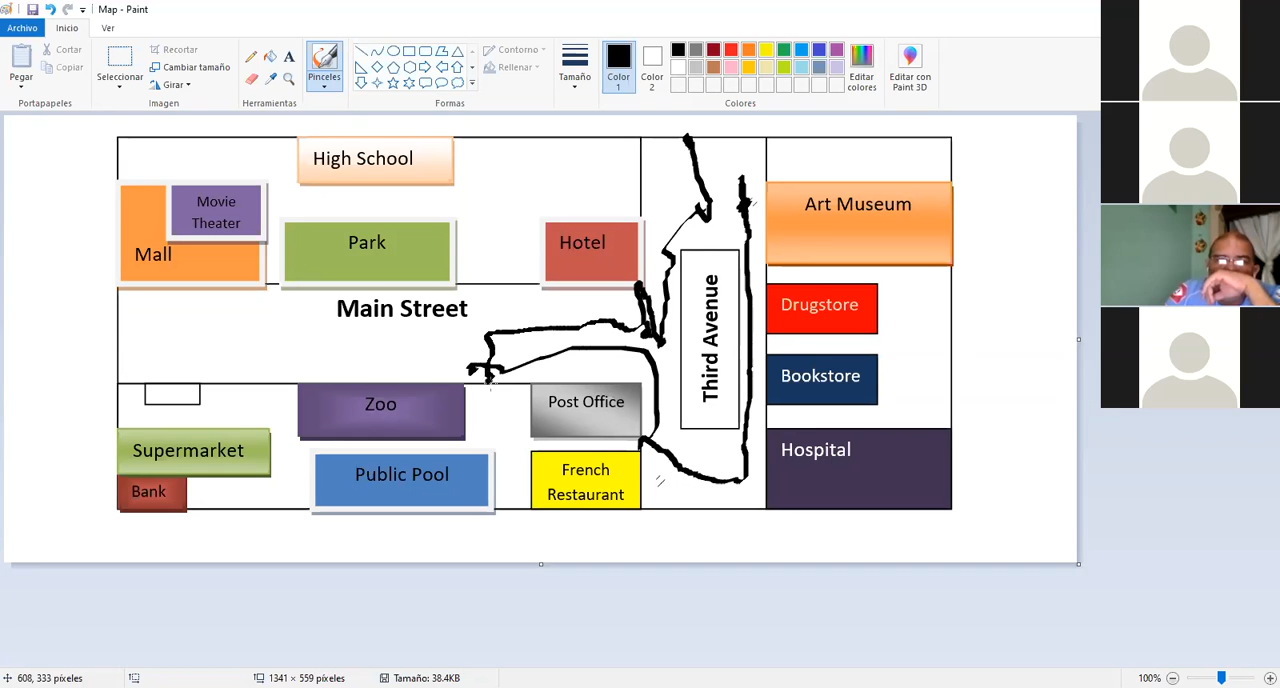 Map - Paint
Archivo Inicio Ver
Pegar
Cortar
Copiar
Portapapeles
Seleccionar
Recortar
Cambiar tamaño
Girar
Imagen
A
Herramientas
Pinceles
Contorno
Rellenar
Formas
Tamaño
Color
1
Color
2
Editar
colores
Editar con
Paint 3D
Colores
High School
Movie
Theater
Mall
Park
Hotel
Art Museum
Main Street
Third Avenue
Drugstore
Bookstore
Hospital
Zoo
Post Office
Supermarket
Bank
Public Pool
French
Restaurant
608, 333 píxeles
1341 × 559 píxeles
Tamaño: 38.4KB
100%